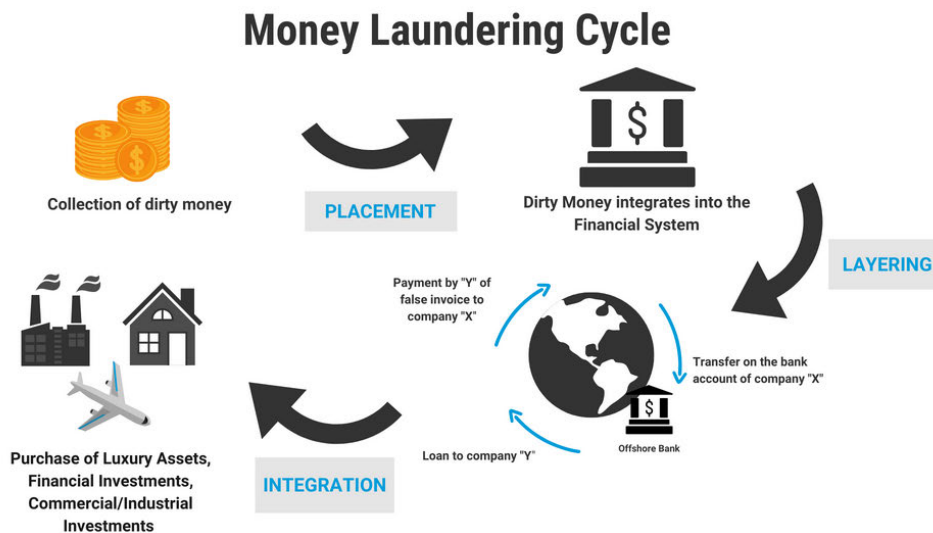 Money Laundering Cycle
Collection of dirty money
PLACEMENT
$
Dirty Money integrates into the
Financial System
LAYERING
Payment by "Y" of
false invoice to
company "X"
Transfer on the bank
account of company "X"
$
Offshore Bank
Loan to company "Y"
INTEGRATION
Purchase of Luxury Assets,
Financial Investments,
Commercial/Industrial
Investments